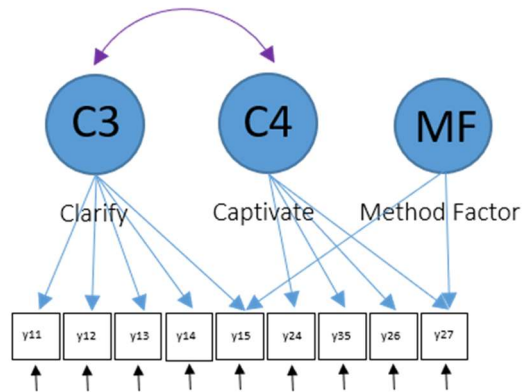 C3 C4 MF
Clarify Captivate Method Factor
y11 y12 y13 y14 y15 y24 y35 y26 y27